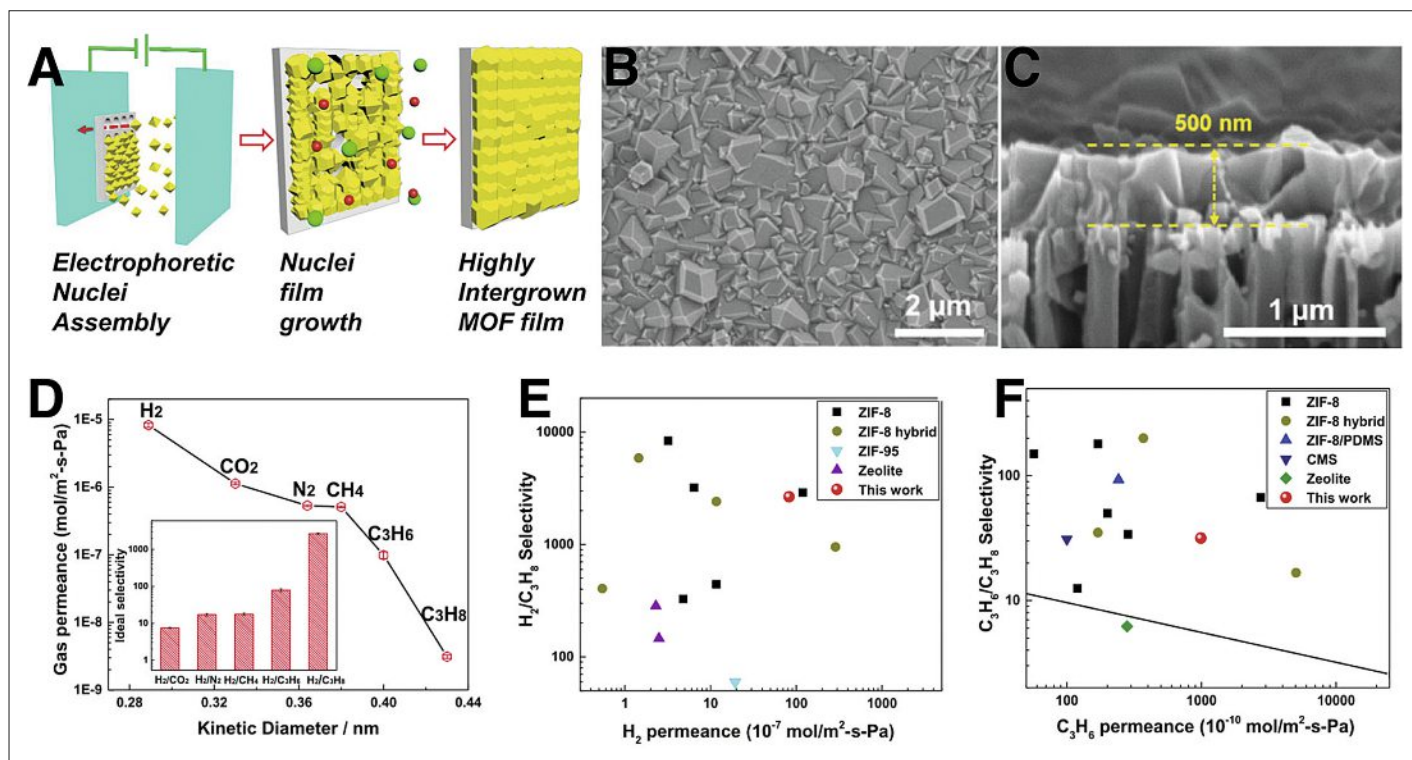 A
Electrophoretic
Nuclei
Assembly
Nuclei
film
growth
Highly
Intergrown
MOF film
B
2 µm
C
500 nm
1 µm
D
Gas permeance (mol/m²-s-Pa)
1E-5
1E-6
1E-7
1E-8
1E-9
H₂
CO₂
N₂
CH₄
C₃H₆
C₃H₈
Ideal selectivity
1000
100
10
1
H₂/CO₂ H₂/N₂ H₂/CH₄ H₂/C₃H₆ H₂/C₃H₈
0.28 0.32 0.36 0.40 0.44
Kinetic Diameter / nm
E
H₂/C₃H₈ Selectivity
10000
1000
100
ZIF-8
ZIF-8 hybrid
ZIF-95
Zeolite
This work
1 10 100 1000
H₂ permeance (10⁻⁷ mol/m²-s-Pa)
F
C₃H₆/C₃H₈ Selectivity
100
10
ZIF-8
ZIF-8 hybrid
ZIF-8/PDMS
CMS
Zeolite
This work
100 1000 10000
C₃H₆ permeance (10⁻¹⁰ mol/m²-s-Pa)